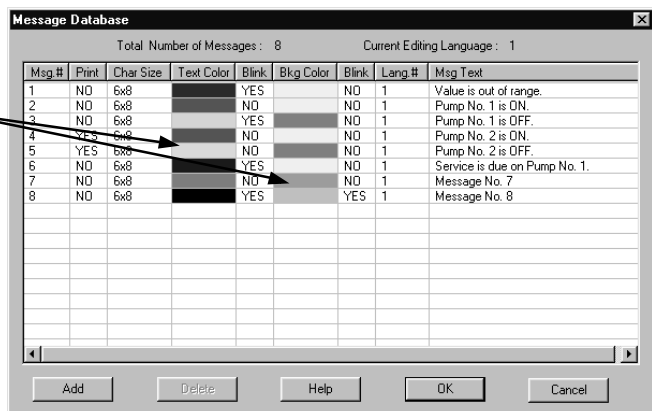 Message Database
Total Number of Messages : 8 Current Editing Language : 1
Msg.# Print Char Size Text Color Blink Bkg Color Blink Lang.# Msg Text
1 NO 6x8 YES NO 1 Value is out of range.
2 NO 6x8 NO NO 1 Pump No. 1 is ON.
3 NO 6x8 YES NO 1 Pump No. 1 is OFF.
4 YES 6x8 NO NO 1 Pump No. 2 is ON.
5 YES 6x8 NO NO 1 Pump No. 2 is OFF.
6 NO 6x8 YES NO 1 Service is due on Pump No. 1.
7 NO 6x8 NO NO 1 Message No. 7
8 NO 6x8 YES YES 1 Message No. 8
Add Delete Help OK Cancel